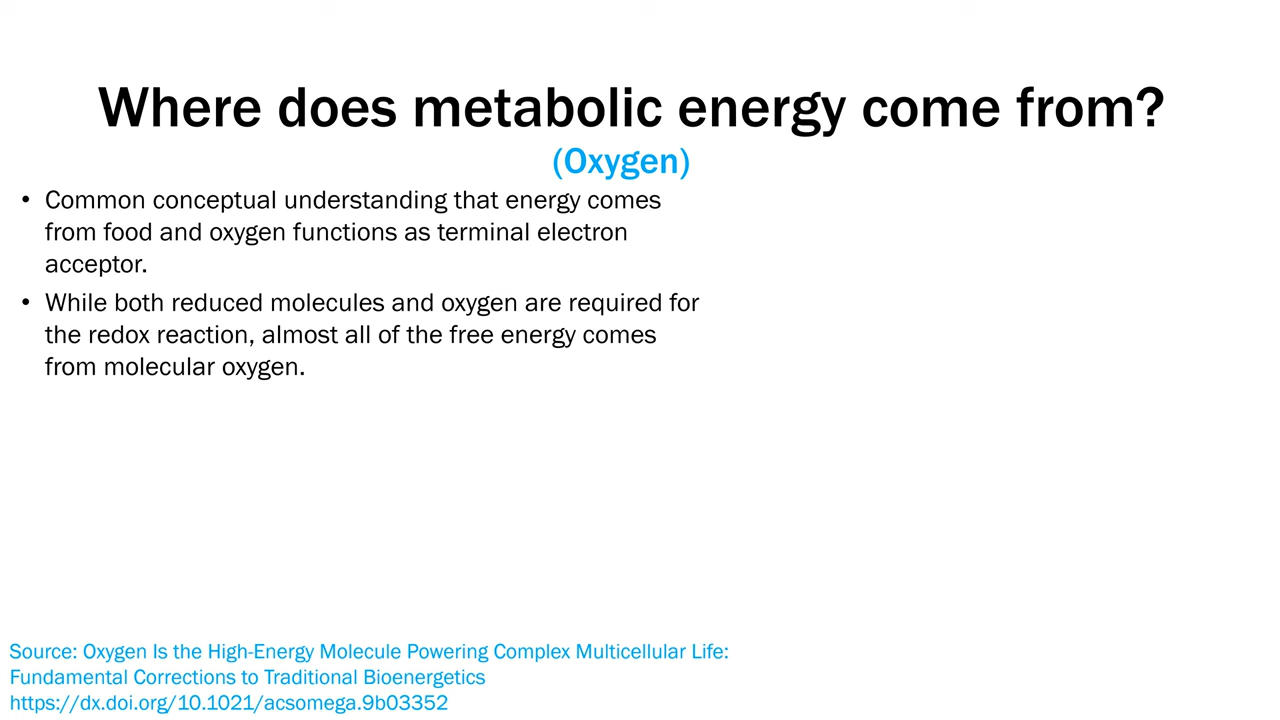 Where does metabolic energy come from?
(Oxygen)
• Common conceptual understanding that energy comes
from food and oxygen functions as terminal electron
acceptor.
• While both reduced molecules and oxygen are required for
the redox reaction, almost all of the free energy comes
from molecular oxygen.
Source: Oxygen Is the High-Energy Molecule Powering Complex Multicellular Life:
Fundamental Corrections to Traditional Bioenergetics
https://dx.doi.org/10.1021/acsomega.9b03352